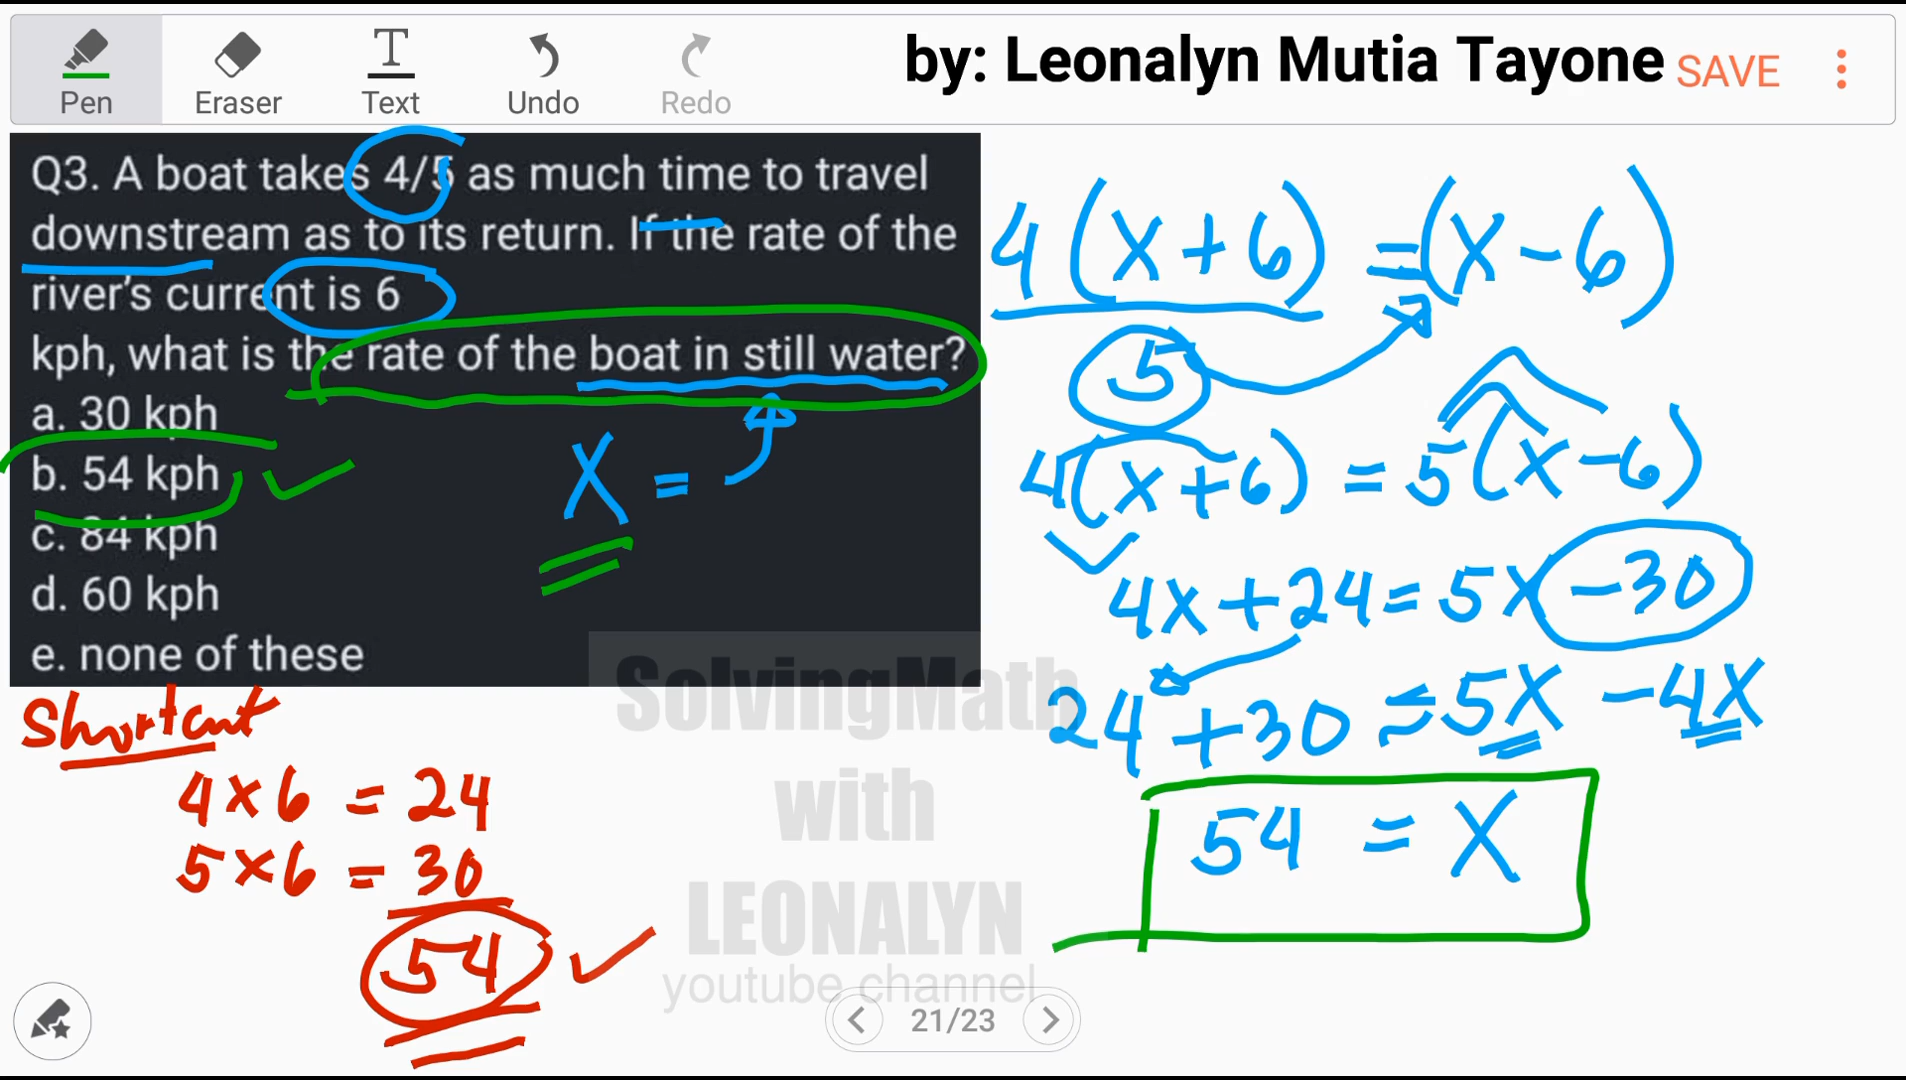 Pen
Eraser
Text
Undo
Redo
by: Leonalyn Mutia Tayone
SAVE
Q3. A boat takes 4/5 as much time to travel
downstream as to its return. If the rate of the
river's current is 6
kph, what is the rate of the boat in still water?
a. 30 kph
b. 54 kph
c. 84 kph
d. 60 kph
e. none of these
X =
Shortcut
4 × 6 = 24
5 × 6 = 30
54
4 (X + 6) = (X - 6)
5
4(X + 6) = 5(X - 6)
4X + 24 = 5X - 30
24 + 30 = 5X - 4X
54 = X
SolvingMath
with
LEONALYN
youtube channel
21/23